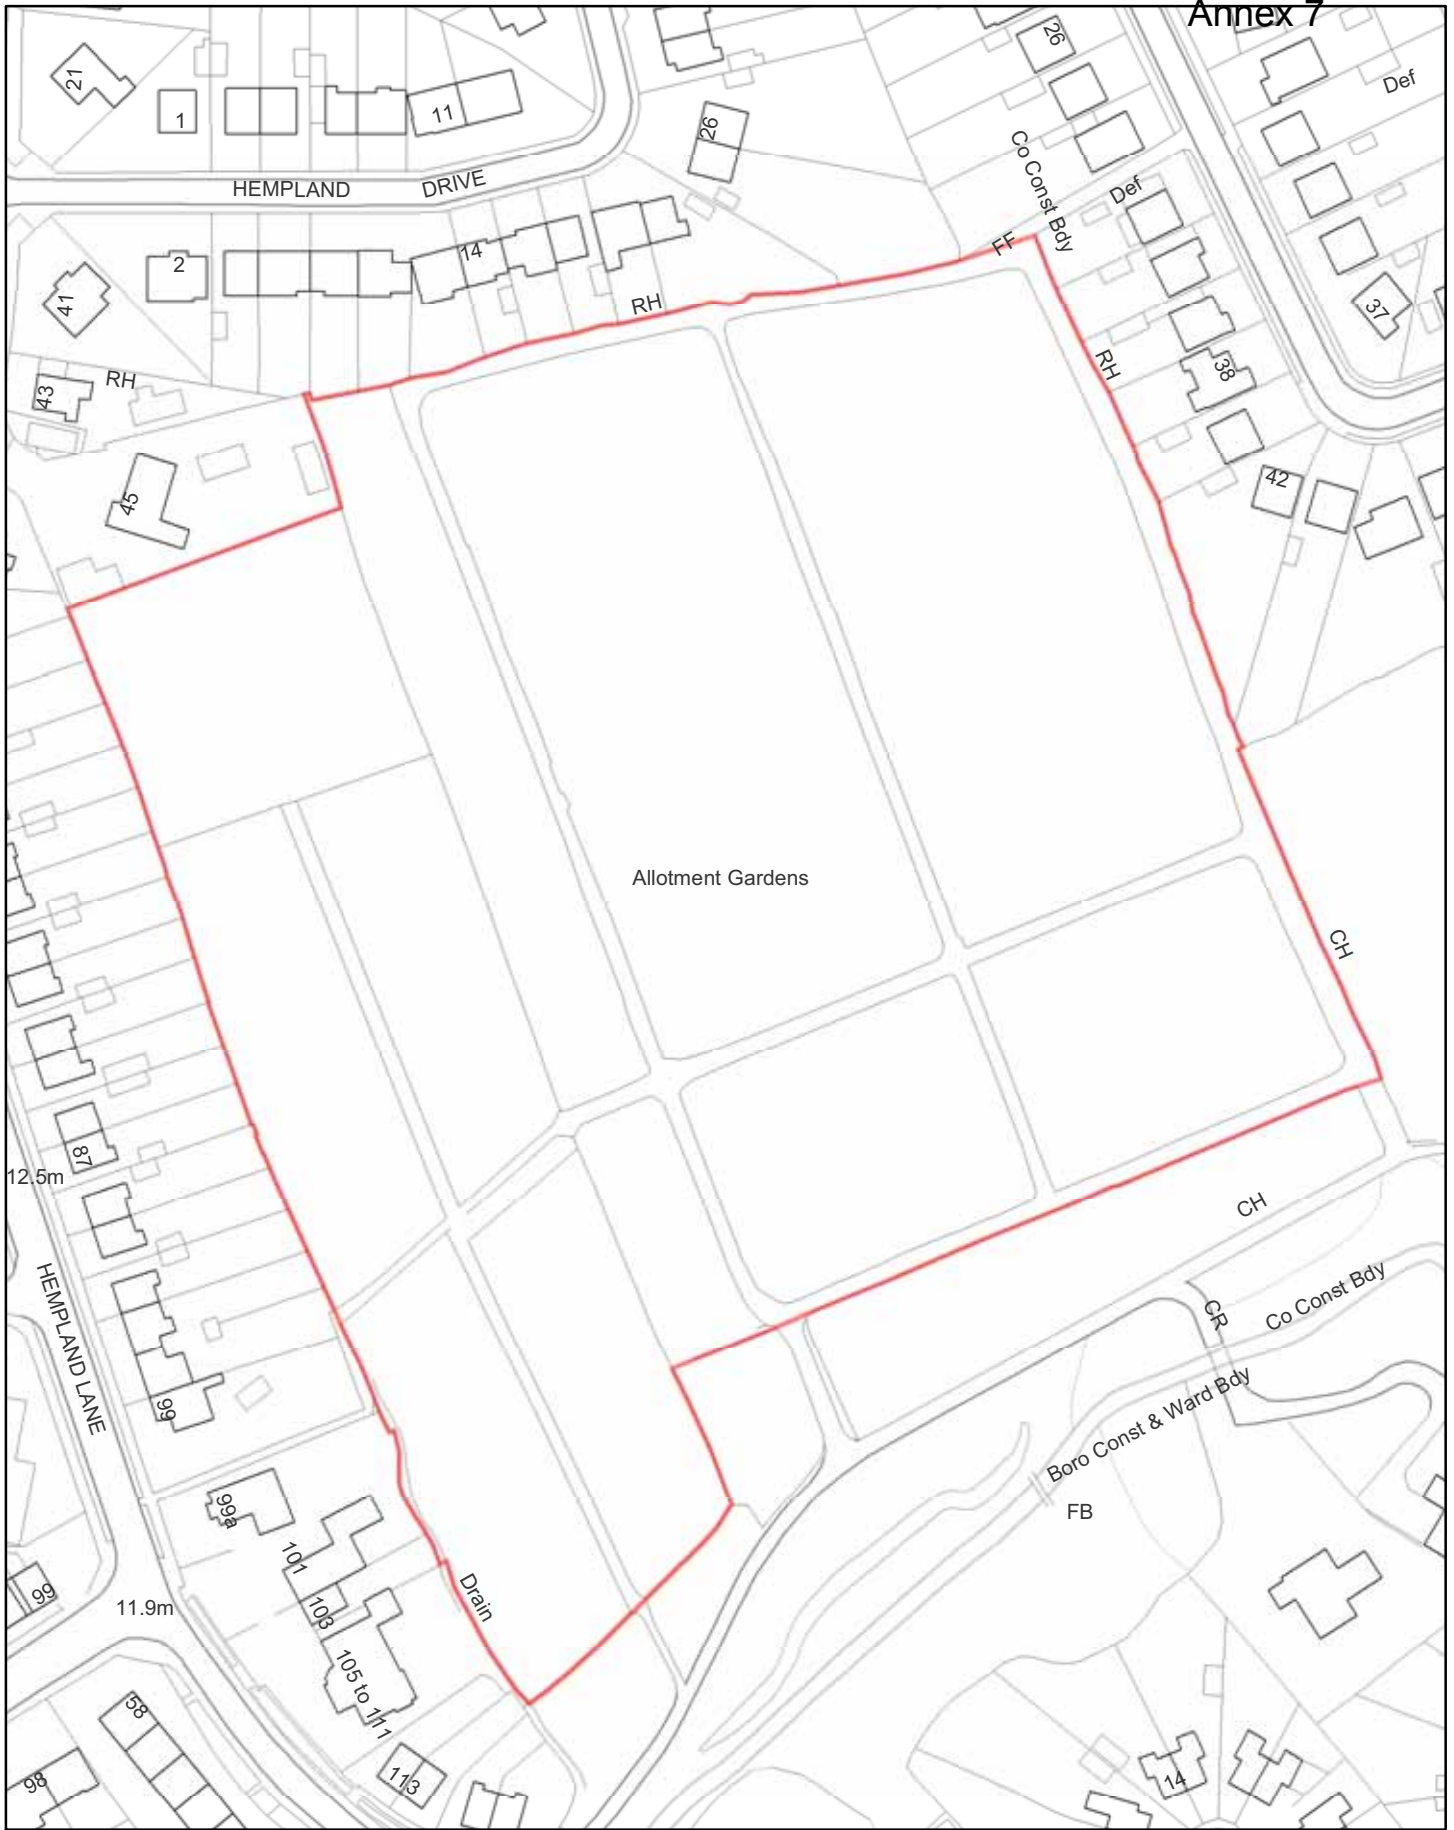 Annex 7
26
21
Def
1
11
26
Co Const Bdy
HEMPLAND DRIVE
Def
14
2
FF
41
RH
37
RH
38
43
RH
42
45
Allotment Gardens
CH
87
12.5m
CH
HEMPLAND LANE
Co Const Bdy
CR
99
Boro Const & Ward Bdy
99a
FB
101
99
Drain
11.9m
103
105 to 111
58
113
14
98